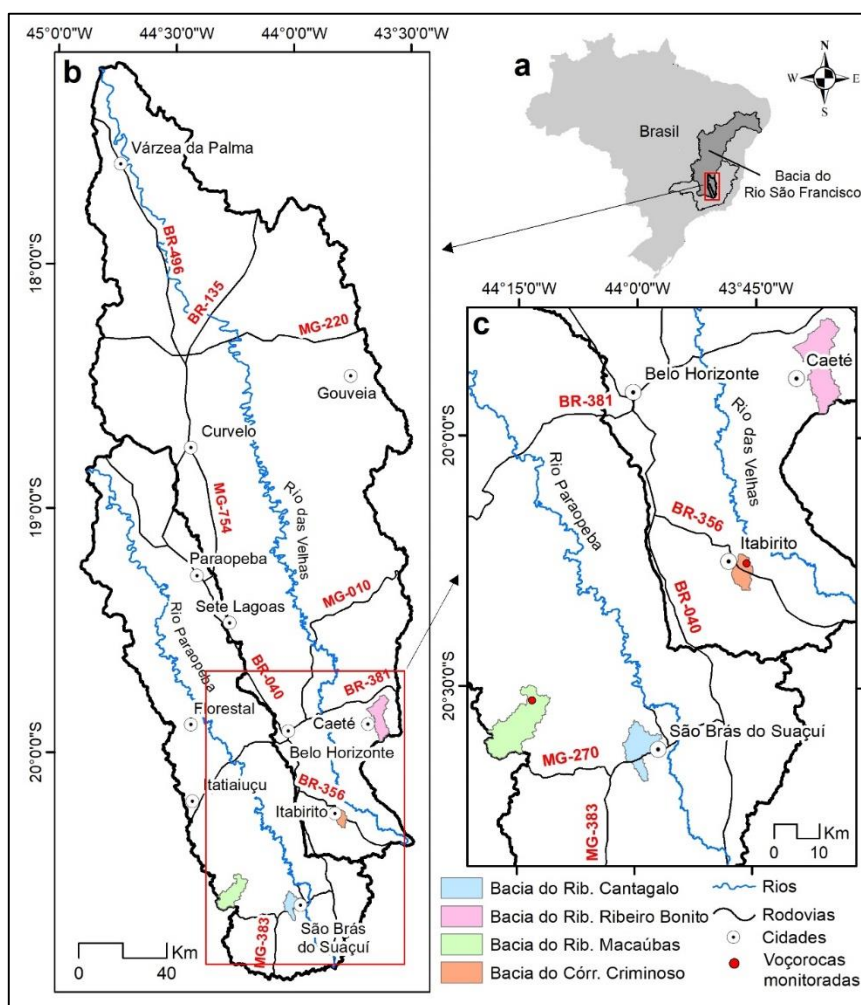 45°0'0"W 44°30'0"W 44°0'0"W 43°30'0"W
b
Várzea da Palma
18°0'0"S
BR-496
BR-135
MG-220
Gouveia
Curvelo
MG-754
Rio das Velhas
19°0'0"S
Paraopeba
Sete Lagoas
MG-010
Rio Paraopeba
BR-040
BR-381
Florestal
Caeté
20°0'0"S
Belo Horizonte
Itatiaiuçu
BR-356
Itabirito
São Brás
do Suaçuí
MG-383
Km
0 40
a
N
W E
S
Brasil
Bacia do
Rio São Francisco
44°15'0"W 44°0'0"W 43°45'0"W
c
Caeté
Belo Horizonte
BR-381
20°0'0"S
Rio das Velhas
Rio Paraopeba
BR-356
Itabirito
BR-040
20°30'0"S
São Brás do Suaçuí
MG-270
MG-383
Km
0 10
Bacia do Rib. Cantagalo
Bacia do Rib. Ribeiro Bonito
Bacia do Rib. Macaúbas
Bacia do Córr. Criminoso
Rios
Rodovias
Cidades
Voçorocas
monitoradas